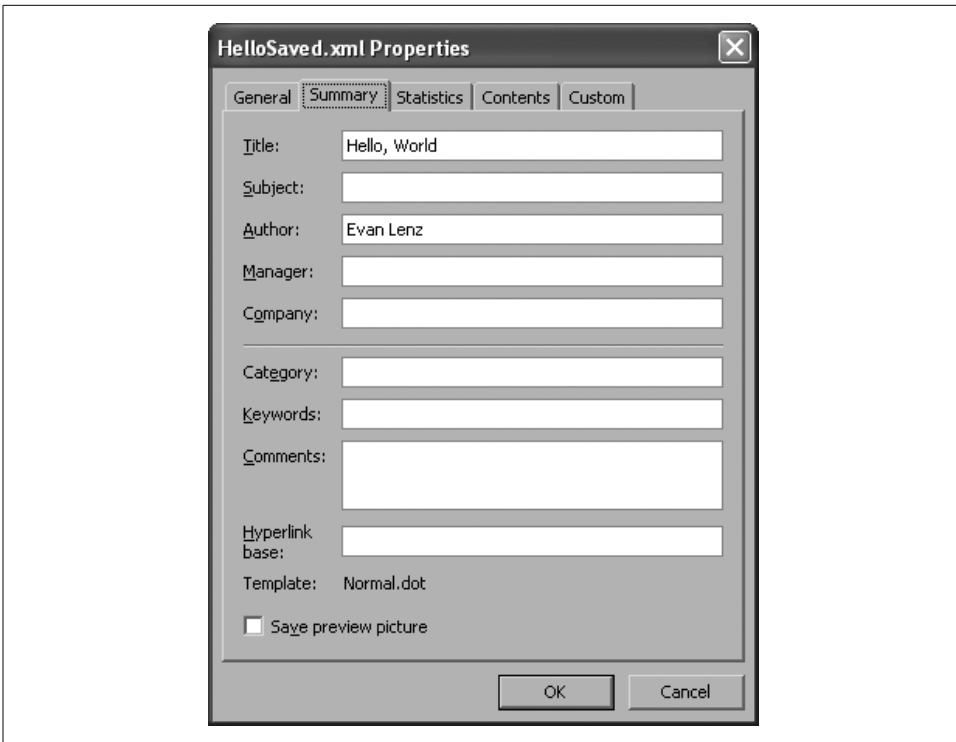 HelloSaved.xml Properties
General Summary Statistics Contents Custom
Title: Hello, World
Subject:
Author: Evan Lenz
Manager:
Company:
Category:
Keywords:
Comments:
Hyperlink
base:
Template: Normal.dot
Save preview picture
OK Cancel